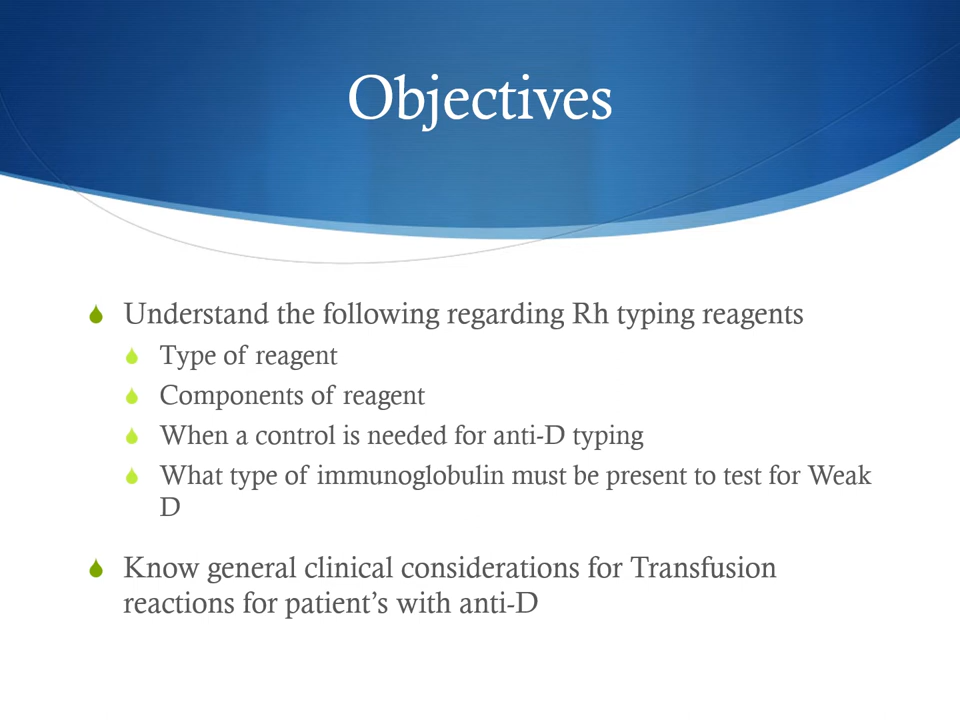 Objectives
Understand the following regarding Rh typing reagents
Type of reagent
Components of reagent
When a control is needed for anti-D typing
What type of immunoglobulin must be present to test for Weak
D
Know general clinical considerations for Transfusion
reactions for patient’s with anti-D